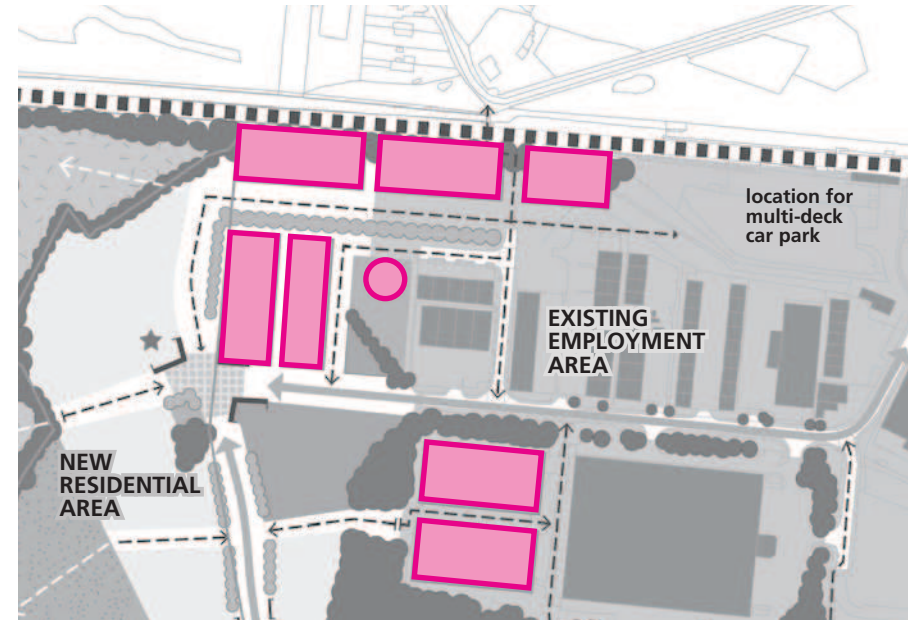 location for
multi-deck
car park
EXISTING
EMPLOYMENT
AREA
NEW
RESIDENTIAL
AREA